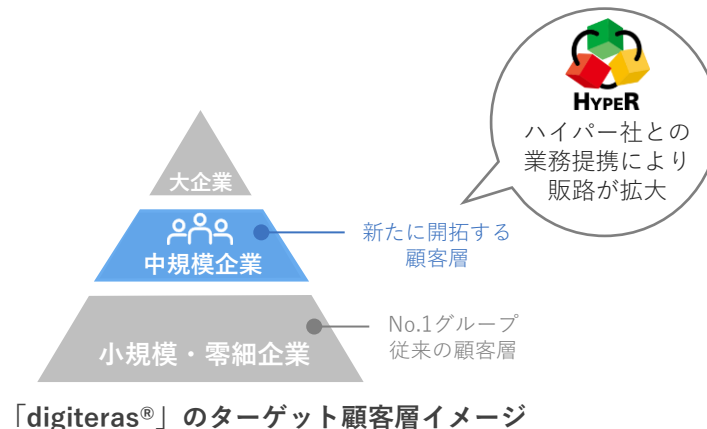 HYPER
ハイパー社との
業務提携により
販路が拡大
大企業
中規模企業
新たに開拓する
顧客層
小規模・零細企業
No.1グループ
従来の顧客層
「digiteras®」のターゲット顧客層イメージ